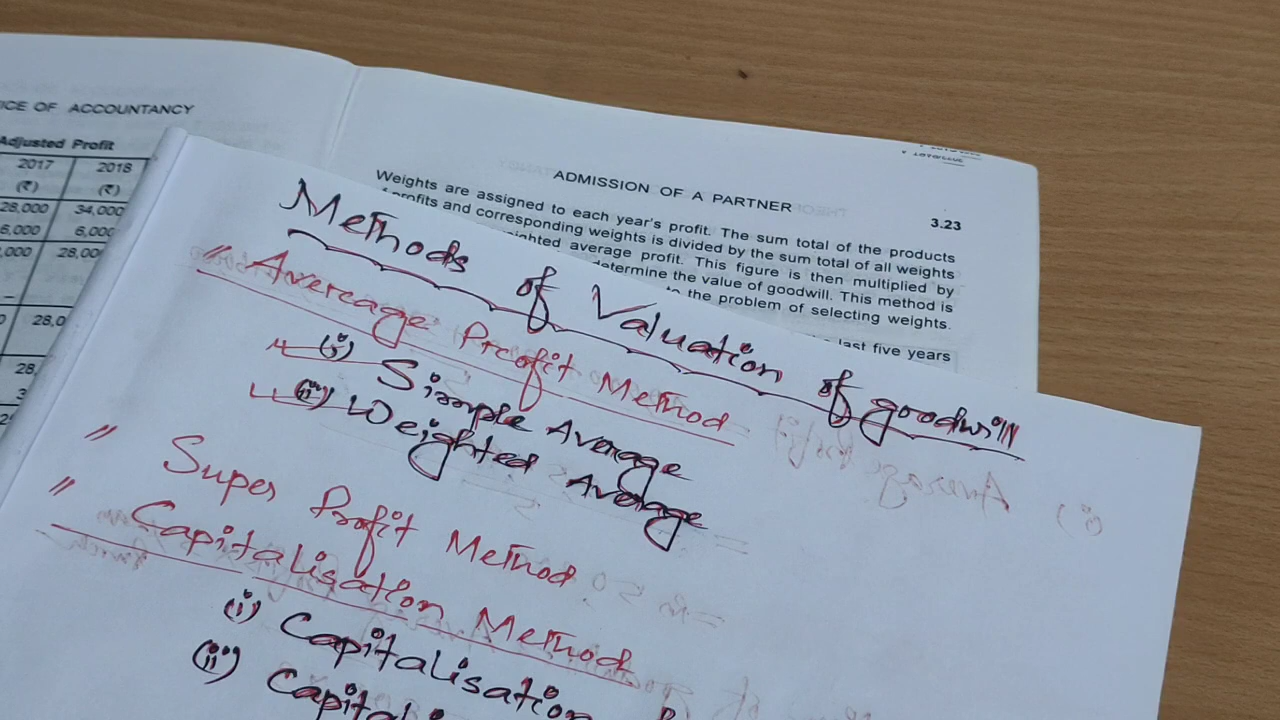 ICE OF ACCOUNTANCY
Adjusted Profit
2017 2018
(₹) (₹)
28,000 34,000
6,000 6,000
,000 28,00
28,0
28,
ADMISSION OF A PARTNER
3.23
Weights are assigned to each year's profit. The sum total of the products
profits and corresponding weights is divided by the sum total of all weights
average profit. This figure is then multiplied by
determine the value of goodwill. This method is
the problem of selecting weights.
last five years
Methods of Valuation of goodwill
" Avereage Profit Method
(i) Simple Average
(ii) Weighted Average
" Super Profit Method
" Capitalisation Method
(i) Capitalisation
(ii)